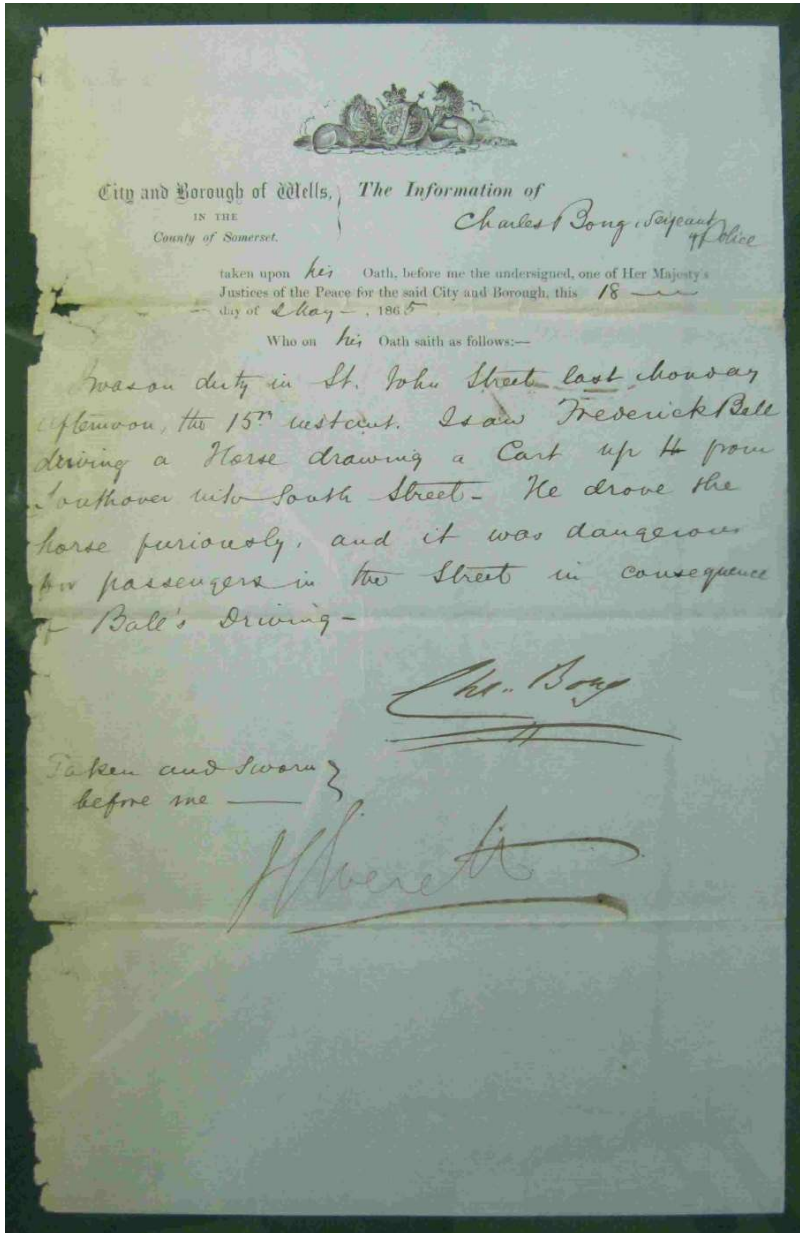 City and Borough of Wells,
IN THE
County of Somerset.
The Information of
Charles Bong, Serjeant
of Police
taken upon his Oath, before me the undersigned, one of Her Majesty's
Justices of the Peace for the said City and Borough, this 18
day of May, 1865
Who on his Oath saith as follows:—
I was on duty in St. John Street last Monday
afternoon, the 15th instant. I saw Frederick Ball
driving a Horse drawing a Cart up from
Southover into South Street - He drove the
horse furiously, and it was dangerous
for passengers in the Street in consequence
of Ball's Driving -
Chs. Bong
Taken and Sworn
before me
Everett